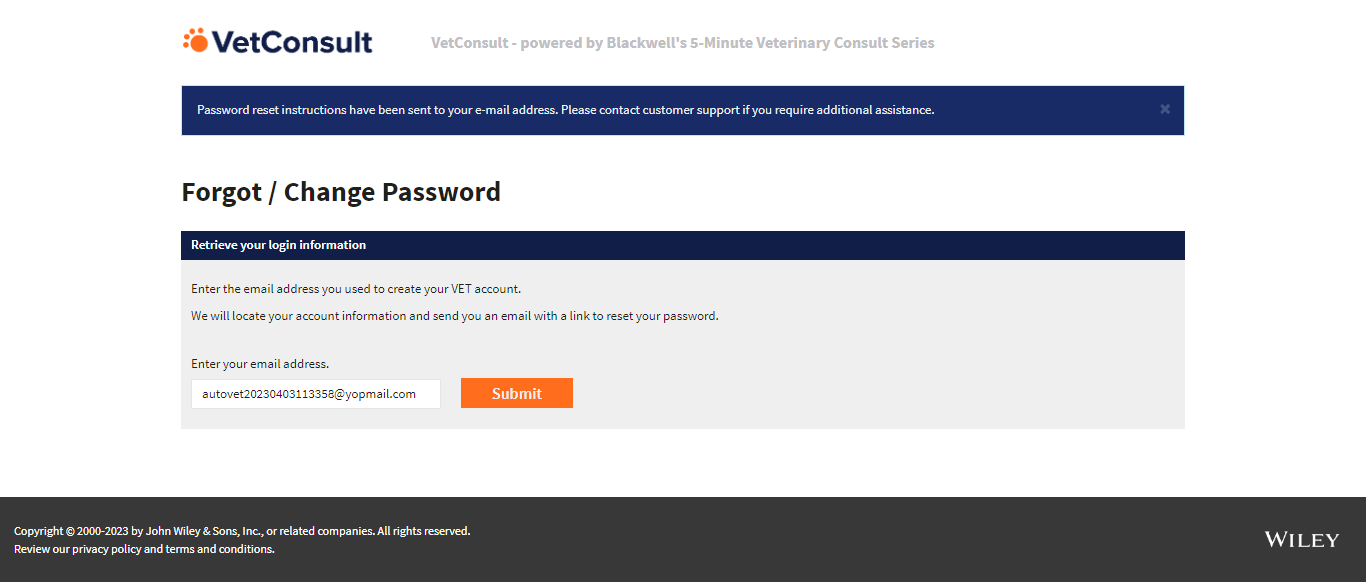 VetConsult
VetConsult - powered by Blackwell's 5-Minute Veterinary Consult Series
Password reset instructions have been sent to your e-mail address. Please contact customer support if you require additional assistance.
×
Forgot / Change Password
Retrieve your login information
Enter the email address you used to create your VET account.
We will locate your account information and send you an email with a link to reset your password.
Enter your email address.
autovet20230403113358@yopmail.com
Submit
Copyright © 2000-2023 by John Wiley & Sons, Inc., or related companies. All rights reserved.
Review our privacy policy and terms and conditions.
WILEY